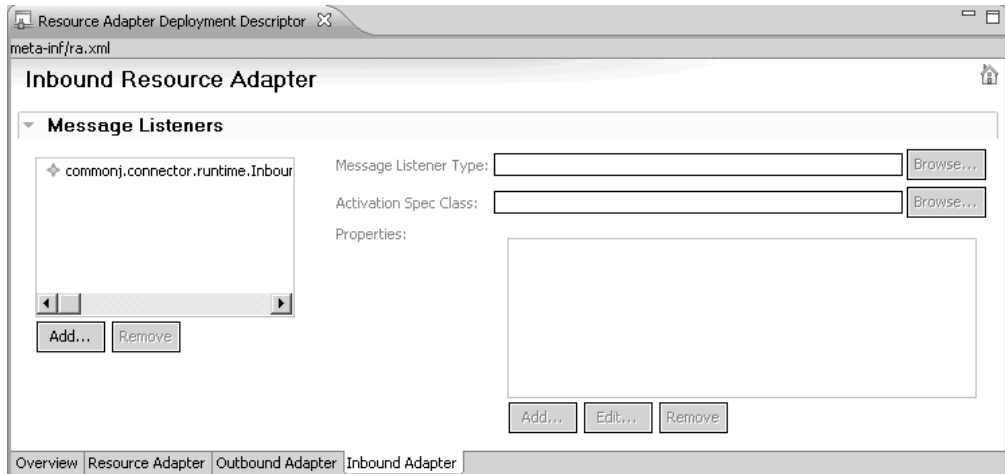 Resource Adapter Deployment Descriptor
meta-inf/ra.xml
Inbound Resource Adapter
Message Listeners
commonj.connector.runtime.Inbour
Message Listener Type:
Browse...
Activation Spec Class:
Browse...
Properties:
Add...
Remove
Add...
Edit...
Remove
Overview
Resource Adapter
Outbound Adapter
Inbound Adapter